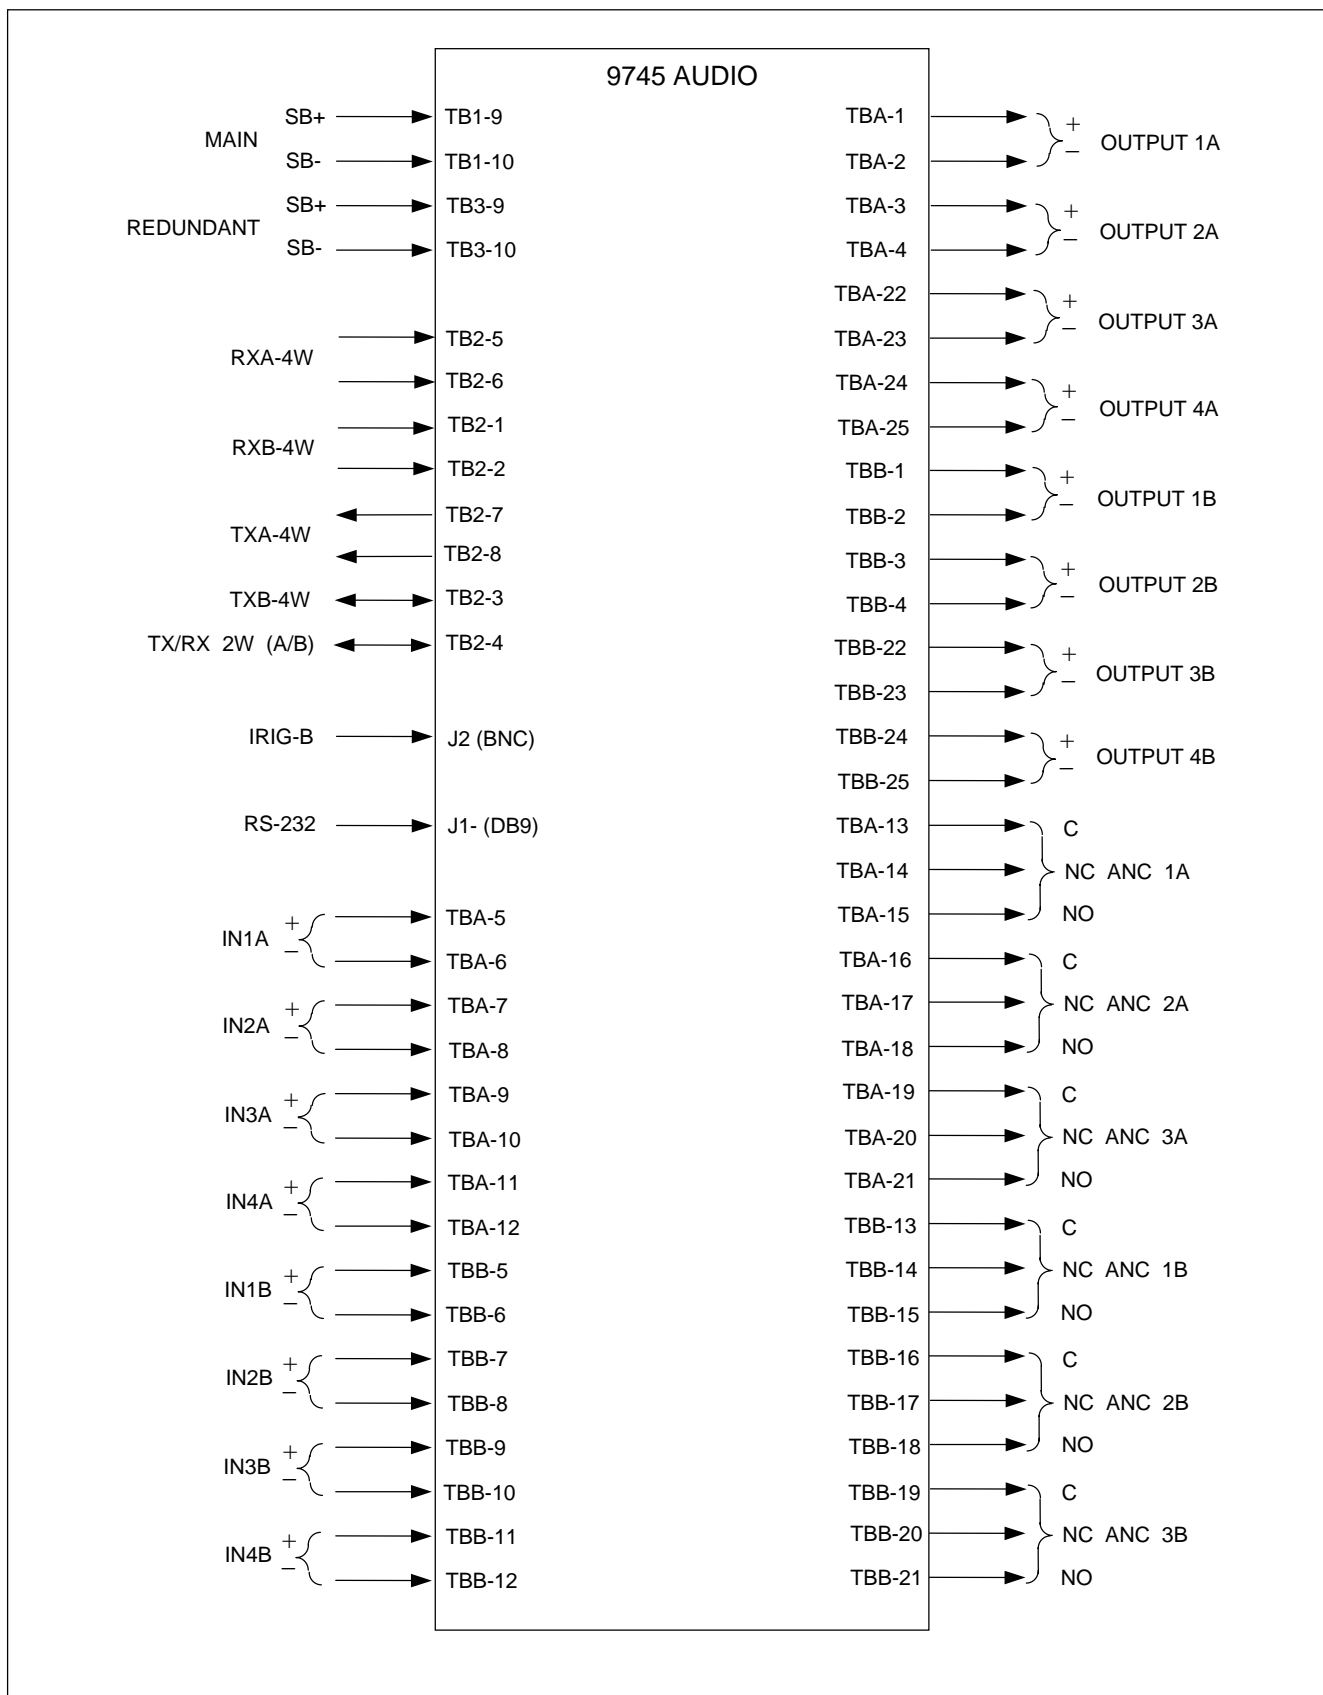 9745 AUDIO
MAIN
SB+ TB1-9
SB- TB1-10
REDUNDANT
SB+ TB3-9
SB- TB3-10
RXA-4W
TB2-5
TB2-6
RXB-4W
TB2-1
TB2-2
TXA-4W
TB2-7
TB2-8
TXB-4W TB2-3
TX/RX 2W (A/B) TB2-4
IRIG-B J2 (BNC)
RS-232 J1- (DB9)
IN1A + −
TBA-5
TBA-6
IN2A + −
TBA-7
TBA-8
IN3A + −
TBA-9
TBA-10
IN4A + −
TBA-11
TBA-12
IN1B + −
TBB-5
TBB-6
IN2B + −
TBB-7
TBB-8
IN3B + −
TBB-9
TBB-10
IN4B + −
TBB-11
TBB-12
TBA-1
TBA-2
+ − OUTPUT 1A
TBA-3
TBA-4
+ − OUTPUT 2A
TBA-22
TBA-23
+ − OUTPUT 3A
TBA-24
TBA-25
+ − OUTPUT 4A
TBB-1
TBB-2
+ − OUTPUT 1B
TBB-3
TBB-4
+ − OUTPUT 2B
TBB-22
TBB-23
+ − OUTPUT 3B
TBB-24
TBB-25
+ − OUTPUT 4B
TBA-13 C
TBA-14 NC ANC 1A
TBA-15 NO
TBA-16 C
TBA-17 NC ANC 2A
TBA-18 NO
TBA-19 C
TBA-20 NC ANC 3A
TBA-21 NO
TBB-13 C
TBB-14 NC ANC 1B
TBB-15 NO
TBB-16 C
TBB-17 NC ANC 2B
TBB-18 NO
TBB-19 C
TBB-20 NC ANC 3B
TBB-21 NO